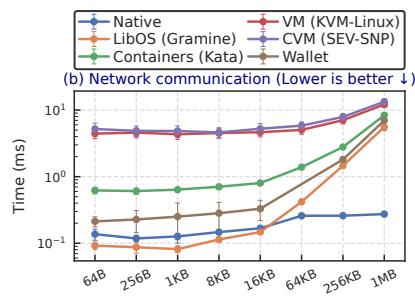 Native
LibOS (Gramine)
Containers (Kata)
VM (KVM-Linux)
CVM (SEV-SNP)
Wallet
(b) Network communication (Lower is better ↓)
Time (ms)
10¹
10⁰
10⁻¹
64B 256B 1KB 8KB 16KB 64KB 256KB 1MB